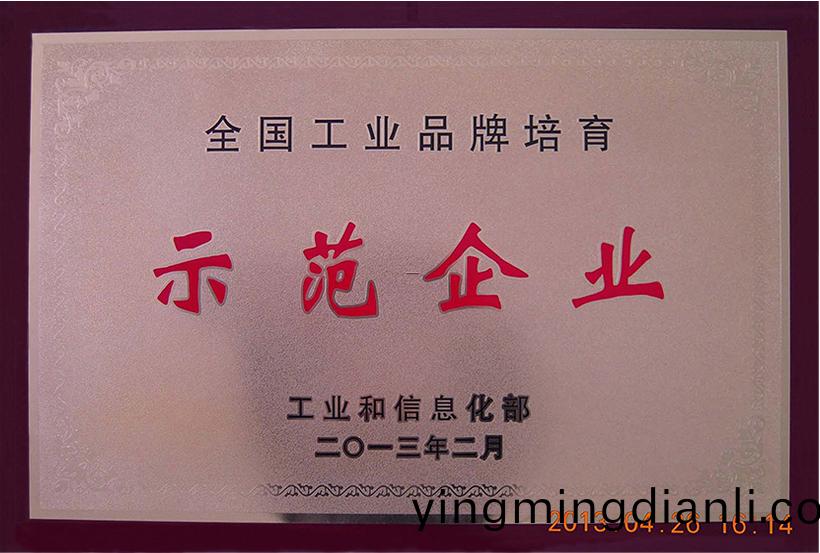 全国工业品牌培育
示范企业
工业和信息化部
二〇一三年二月
yingmingdianli.co
2013.04.26 16:14